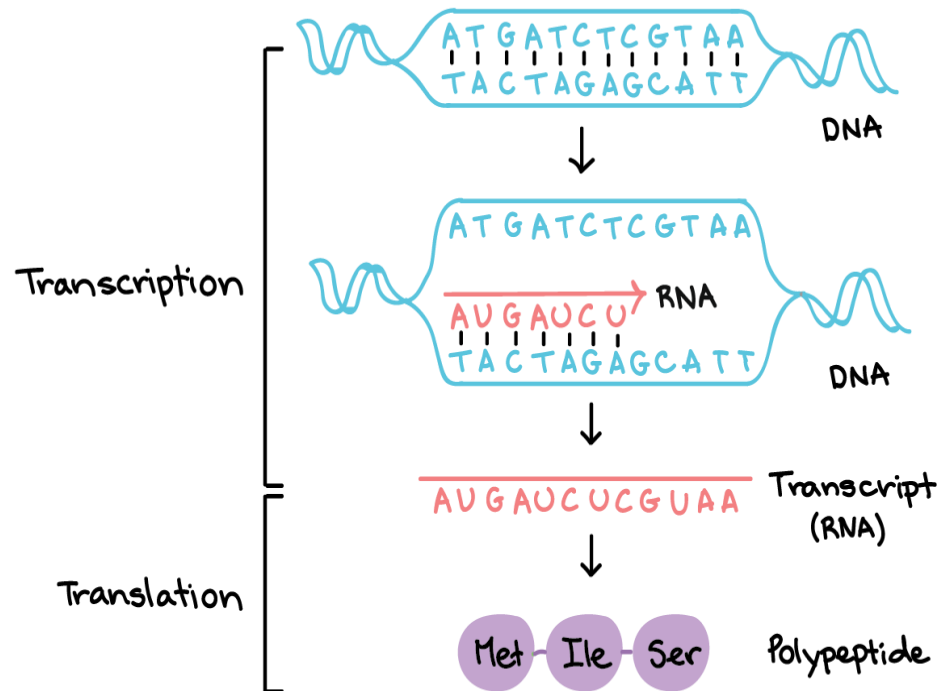 ATGATCTCGTAA
TACTAGAGCATT
DNA
ATGATCTCGTAA
Transcription
RNA
AUGAUCU
TACTAGAGCATT
DNA
AUGAUCUCGUAA
Transcript
(RNA)
Translation
Met Ile Ser
Polypeptide